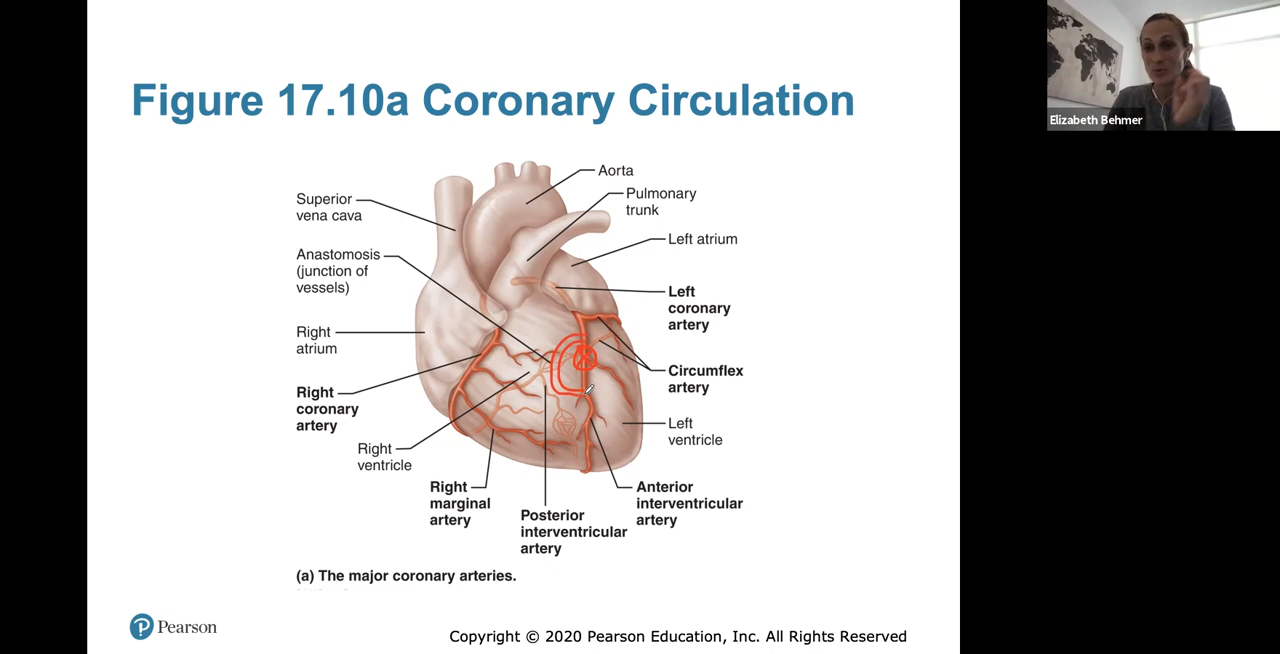 Figure 17.10a Coronary Circulation
Elizabeth Behmer
Aorta
Pulmonary
trunk
Superior
vena cava
Left atrium
Anastomosis
(junction of
vessels)
Left
coronary
artery
Right
atrium
Circumflex
artery
Right
coronary
artery
Left
ventricle
Right
ventricle
Right
marginal
artery
Posterior
interventricular
artery
Anterior
interventricular
artery
(a) The major coronary arteries.
Pearson
Copyright © 2020 Pearson Education, Inc. All Rights Reserved